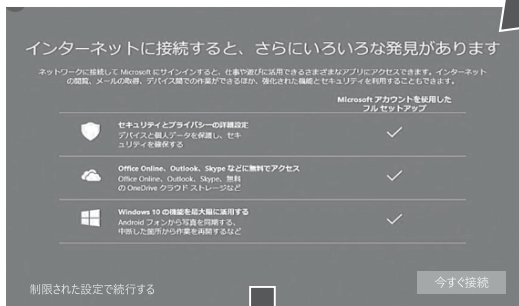 インターネットに接続すると、さらにいろいろな発見があります
ネットワークに接続して Microsoft にサインインすると、仕事や遊びに活用できるさまざまなアプリにアクセスできます。インターネット
の閲覧、メールの取得、デバイス間での作業ができるほか、強化された機能とセキュリティを利用することもできます。
Microsoft アカウントを使用した
フル セットアップ
セキュリティとプライバシーの詳細設定
デバイスと個人データを保護し、セキ
ュリティを確保する
Office Online、Outlook、Skype などに無料でアクセス
Office Online、Outlook、Skype、無料
の OneDrive クラウド ストレージなど
Windows 10 の機能を最大限に活用する
Android フォンから写真を同期する、
中断した箇所から作業を再開するなど
制限された設定で続行する
今すぐ接続